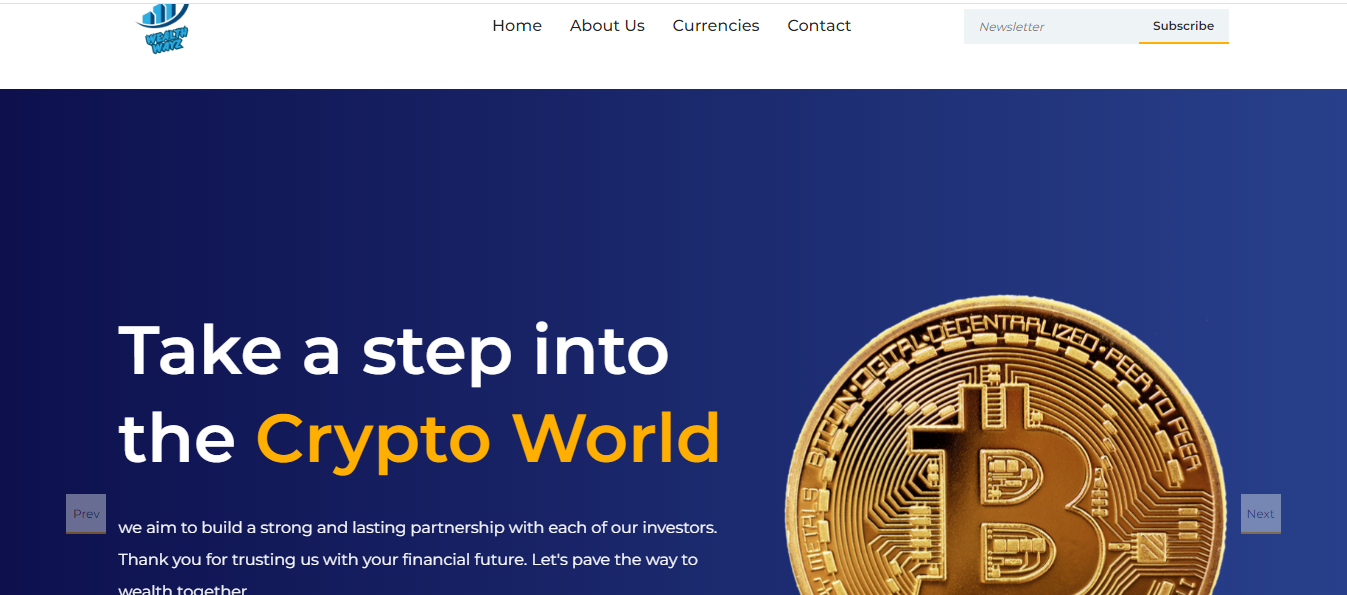 WEALTH
WAYZ
Home About Us Currencies Contact
Newsletter Subscribe
Take a step into
the Crypto World
BITCOIN•DIGITAL•DECENTRALIZED•PEER TO PEER
METALS
Prev
Next
we aim to build a strong and lasting partnership with each of our investors.
Thank you for trusting us with your financial future. Let's pave the way to
wealth together